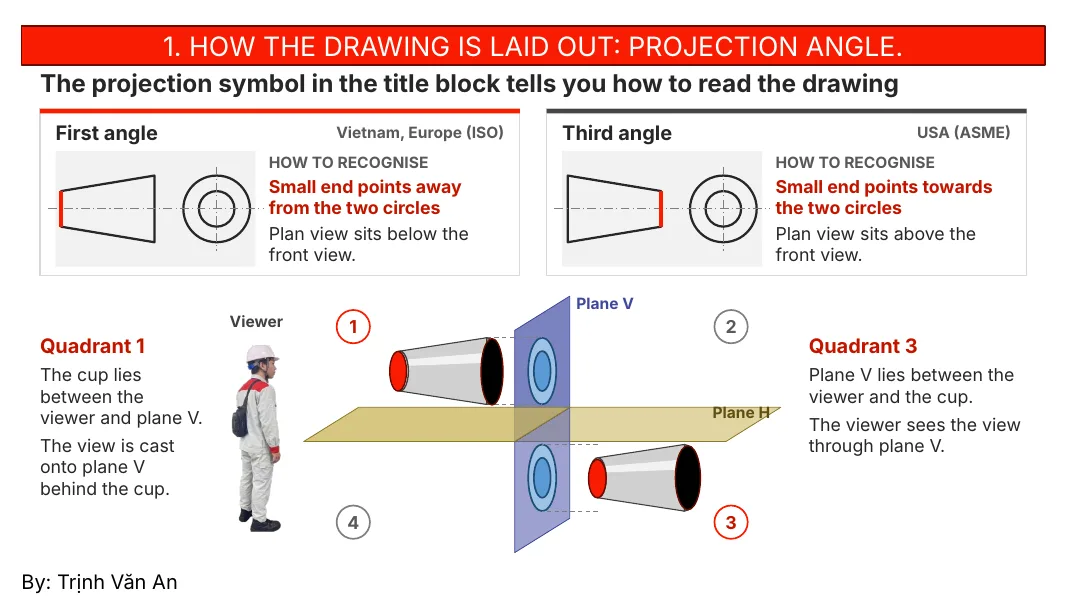 1. HOW THE DRAWING IS LAID OUT: PROJECTION ANGLE.
The projection symbol in the title block tells you how to read the drawing
First angle
Vietnam, Europe (ISO)
HOW TO RECOGNISE
Small end points away
from the two circles
Plan view sits below the
front view.
Third angle
USA (ASME)
HOW TO RECOGNISE
Small end points towards
the two circles
Plan view sits above the
front view.
Quadrant 1
The cup lies
between the
viewer and plane V.
The view is cast
onto plane V
behind the cup.
Viewer
1
Plane V
2
Plane H
4
3
Quadrant 3
Plane V lies between the
viewer and the cup.
The viewer sees the view
through plane V.
By: Trịnh Văn An